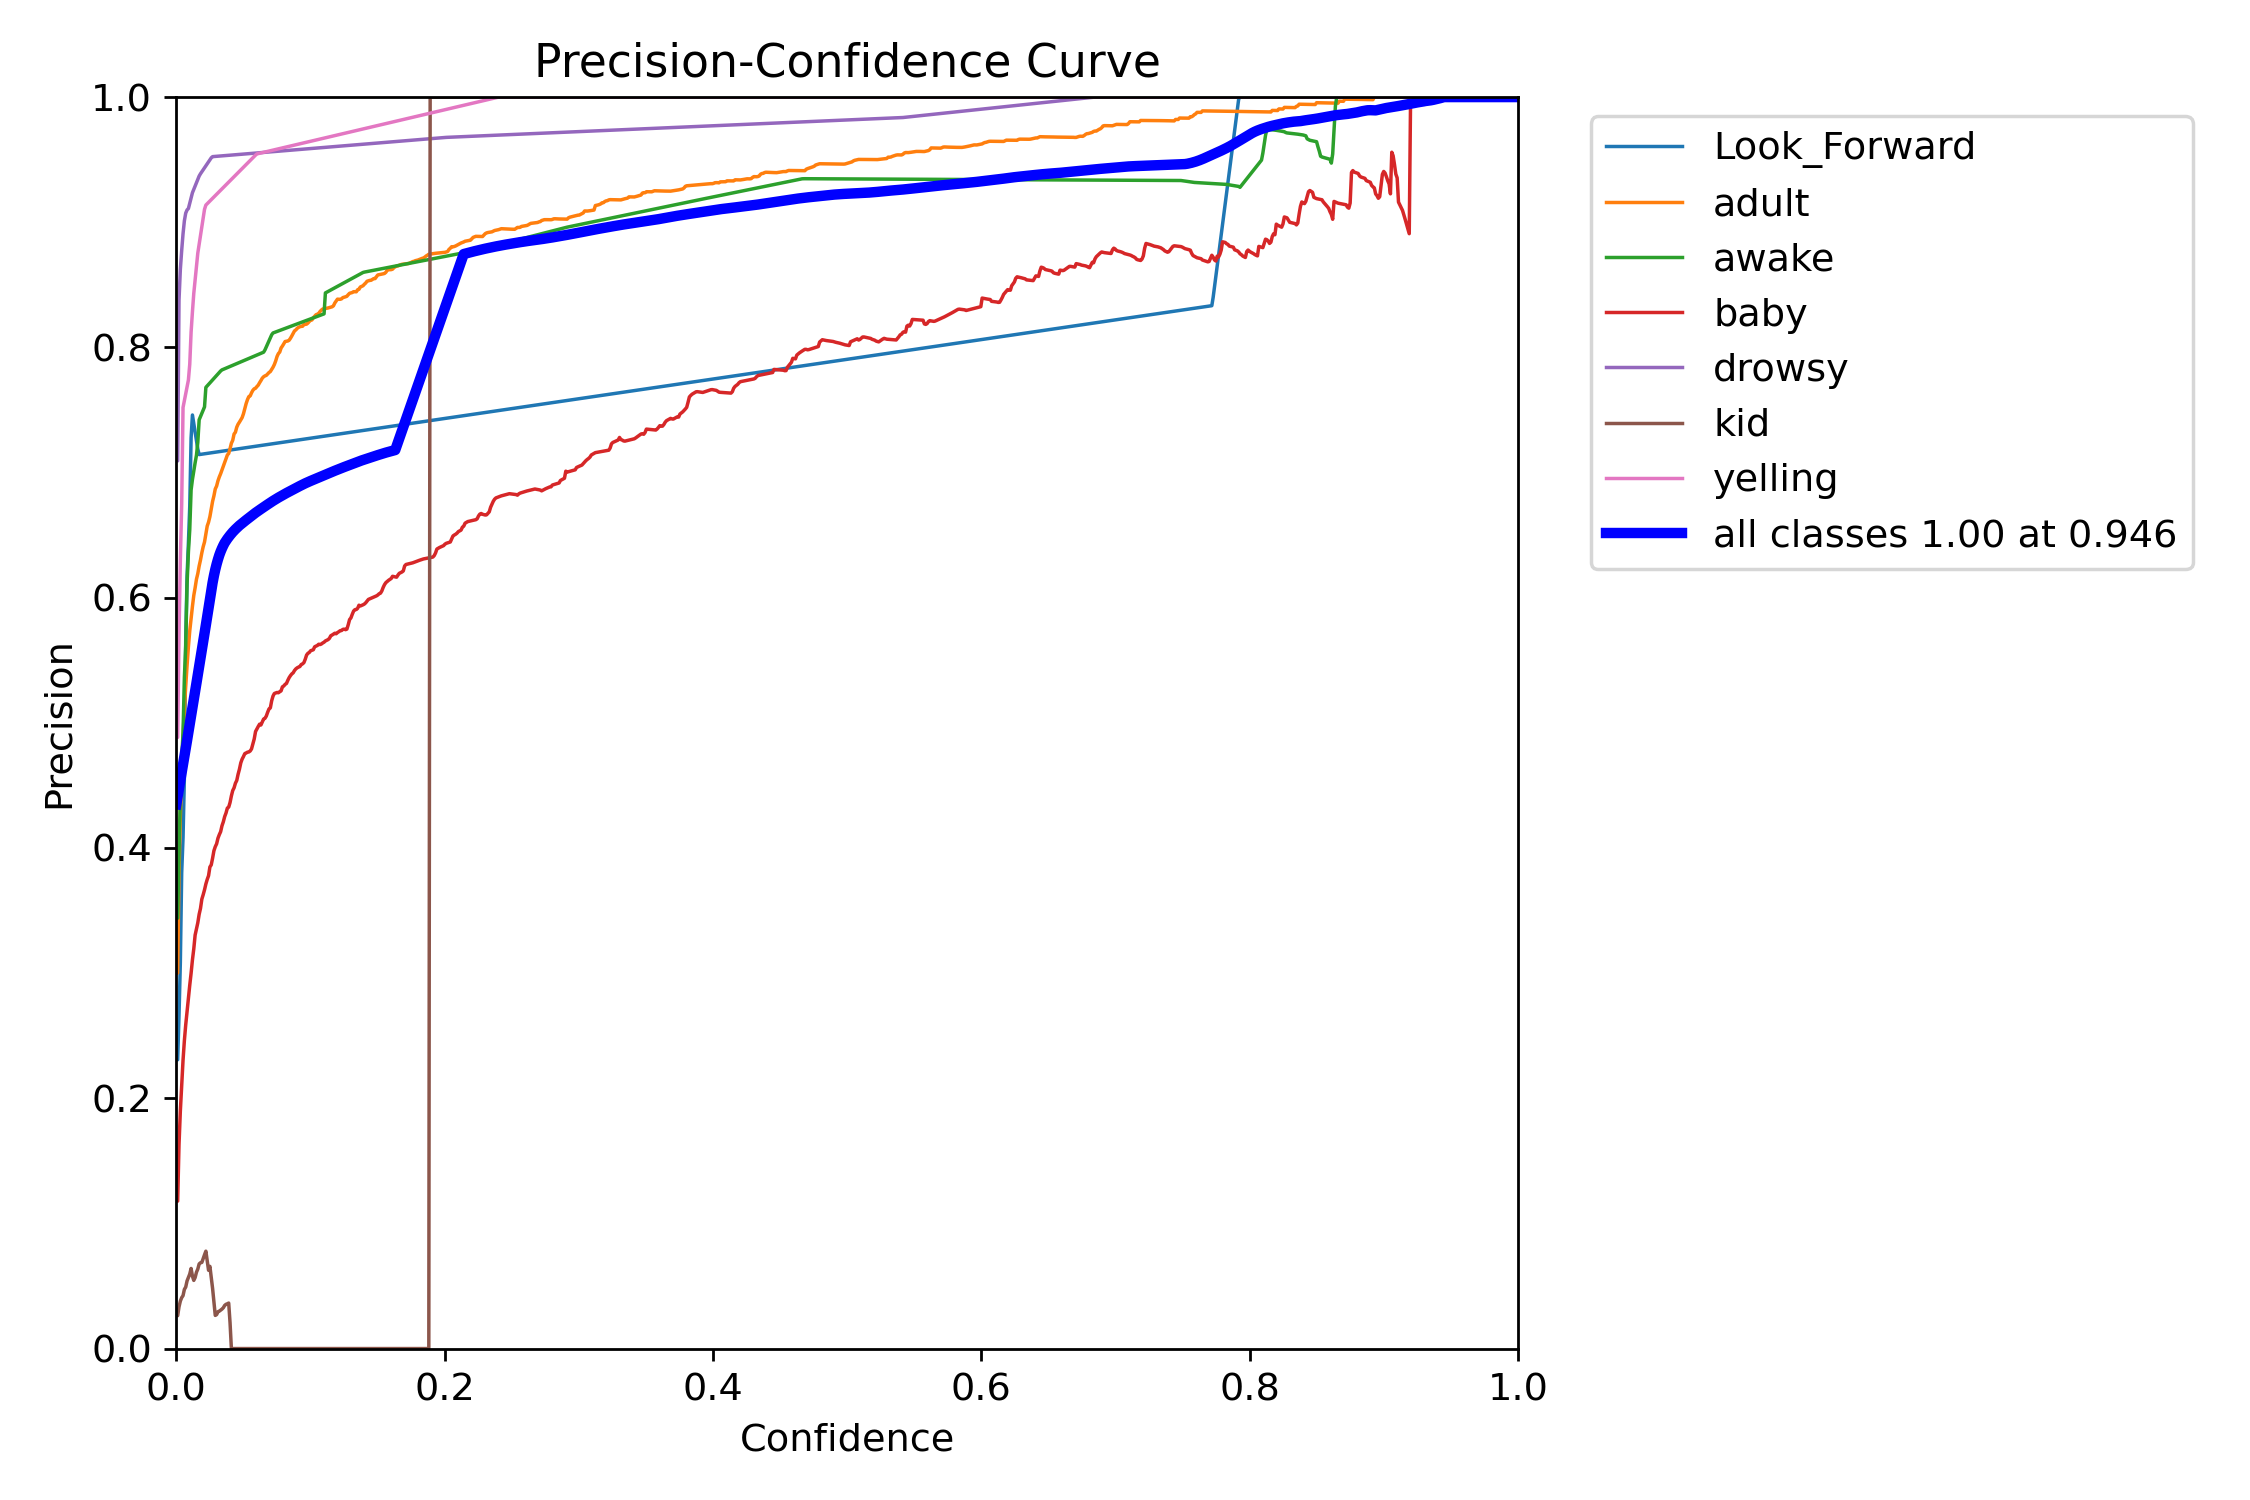 Precision-Confidence Curve
1.0
0.8
0.6
0.4
0.2
0.0
Precision
0.0 0.2 0.4 0.6 0.8 1.0
Confidence
Look_Forward
adult
awake
baby
drowsy
kid
yelling
all classes 1.00 at 0.946